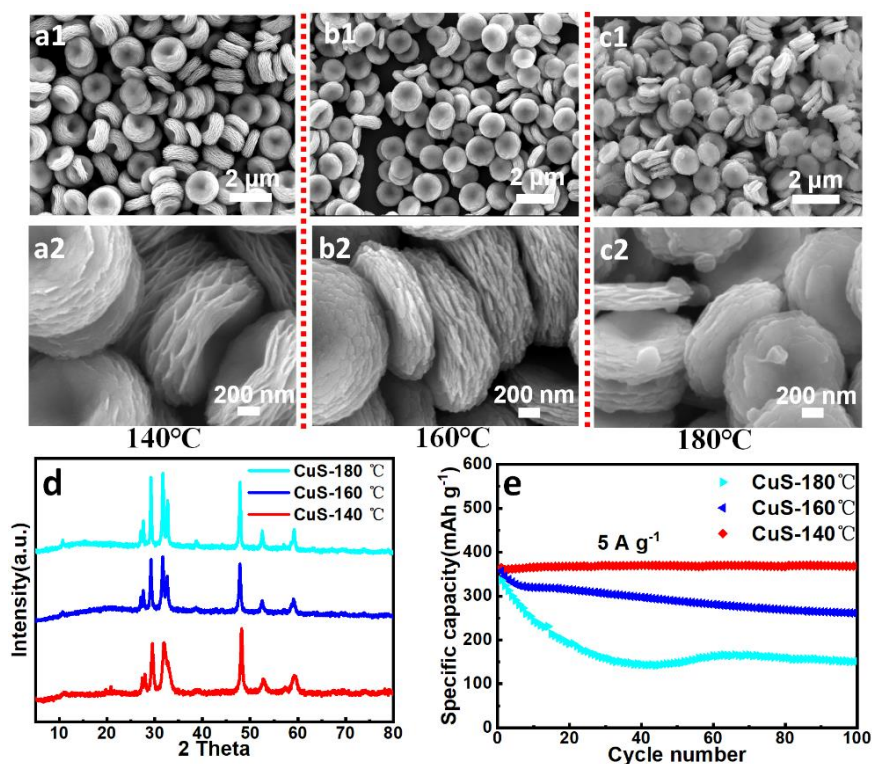 a1
b1
c1
2 μm
2 μm
2 μm
a2
b2
c2
200 nm
200 nm
200 nm
140℃
160℃
180℃
d
CuS-180 ℃
CuS-160 ℃
CuS-140 ℃
Intensity(a.u.)
10 20 30 40 50 60 70 80
2 Theta
e
CuS-180℃
CuS-160℃
CuS-140℃
5 A g⁻¹
Specific capacity(mAh g⁻¹)
600
500
400
300
200
150
100
50
0
0 20 40 60 80 100
Cycle number